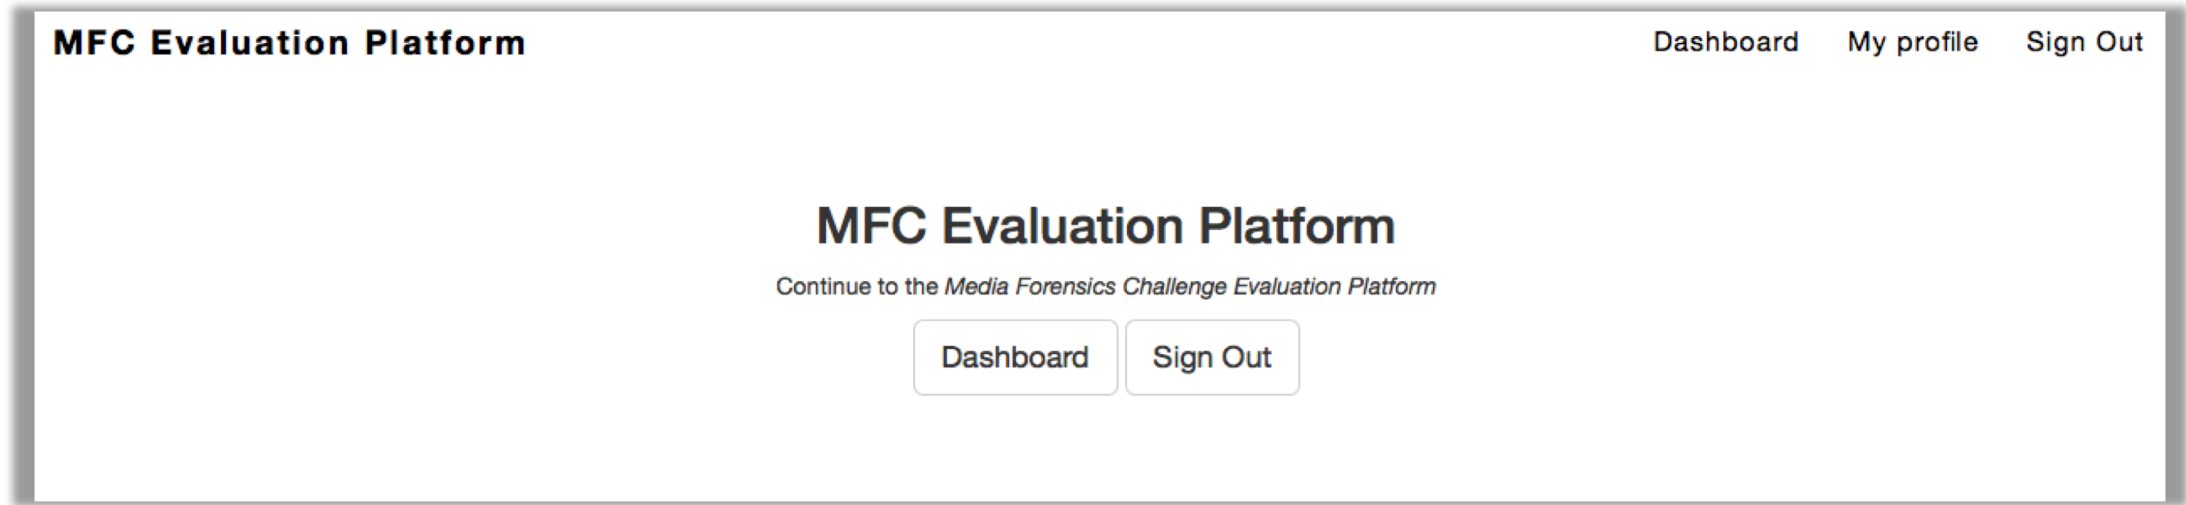 MFC Evaluation Platform Dashboard My profile Sign Out
MFC Evaluation Platform
Continue to the Media Forensics Challenge Evaluation Platform
Dashboard Sign Out